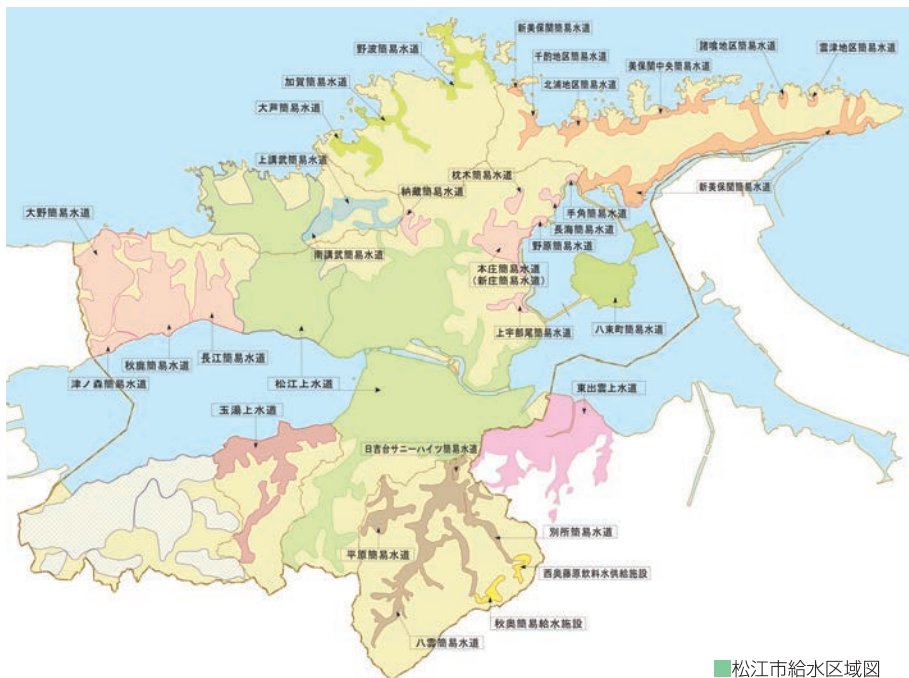 新美保関簡易水道
諸喰地区簡易水道
雲津地区簡易水道
野波簡易水道
千酌地区簡易水道
美保関中央簡易水道
加賀簡易水道
北浦地区簡易水道
大芦簡易水道
上講武簡易水道
枕木簡易水道
納蔵簡易水道
新美保関簡易水道
大野簡易水道
手角簡易水道
長海簡易水道
南講武簡易水道
野原簡易水道
本庄簡易水道
(新庄簡易水道)
上宇部尾簡易水道
八束町簡易水道
長江簡易水道
秋鹿簡易水道
津ノ森簡易水道
松江上水道
東出雲上水道
玉湯上水道
日吉台サニーハイツ簡易水道
別所簡易水道
平原簡易水道
西奥藤原飲料水供給施設
秋奥簡易給水施設
八雲簡易水道
松江市給水区域図